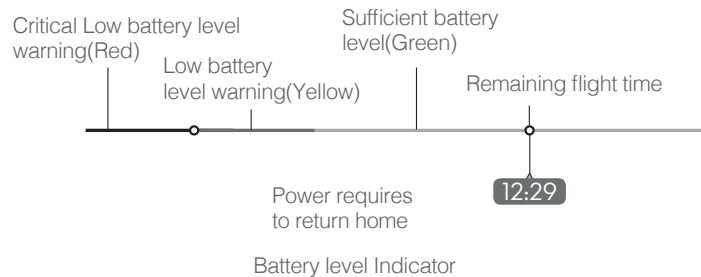 Critical Low battery level
warning(Red)
Low battery
level warning(Yellow)
Sufficient battery
level(Green)
Remaining flight time
12:29
Power requires
to return home
Battery level Indicator